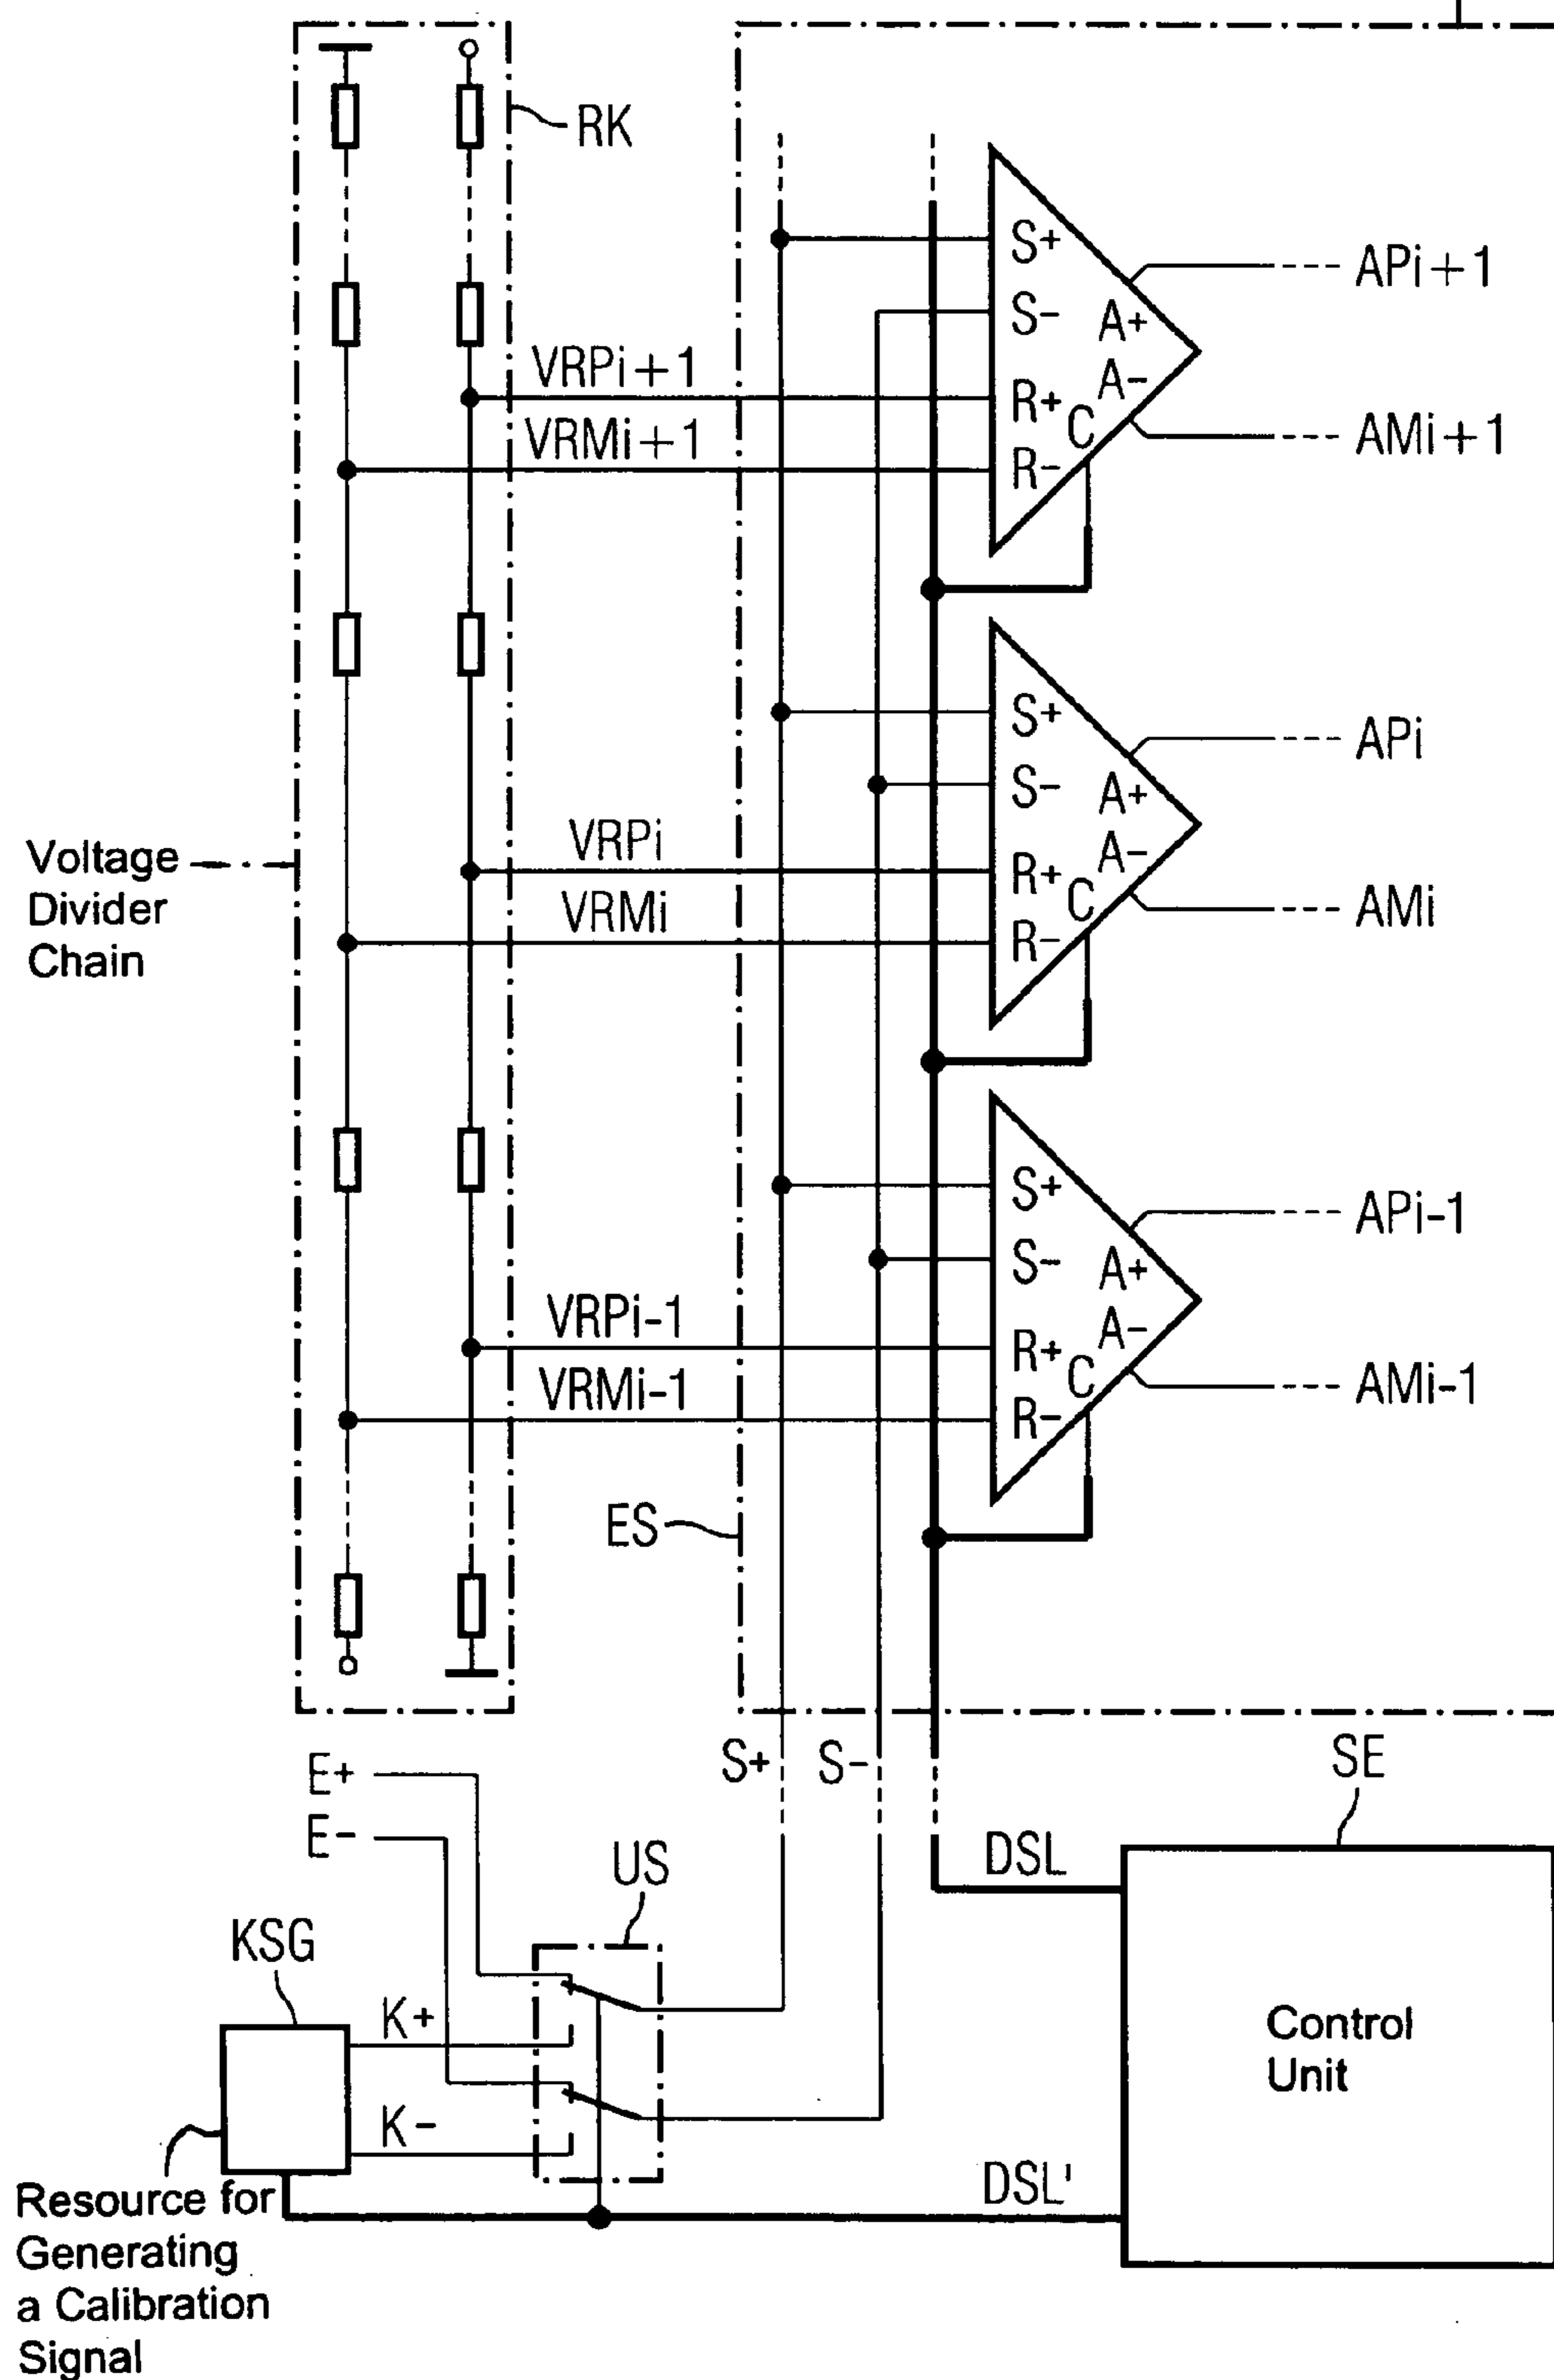 RK
S+
S-
R+
R-
C
A+
A-
APi+1
AMi+1
VRPi+1
VRMi+1
S+
S-
R+
R-
C
A+
A-
APi
AMi
VRPi
VRMi
Voltage
Divider
Chain
S+
S-
R+
R-
C
A+
A-
APi-1
AMi-1
VRPi-1
VRMi-1
ES
S+
S-
SE
E+
E-
US
DSL
KSG
K+
K-
Control
Unit
DSL'
Resource for
Generating
a Calibration
Signal